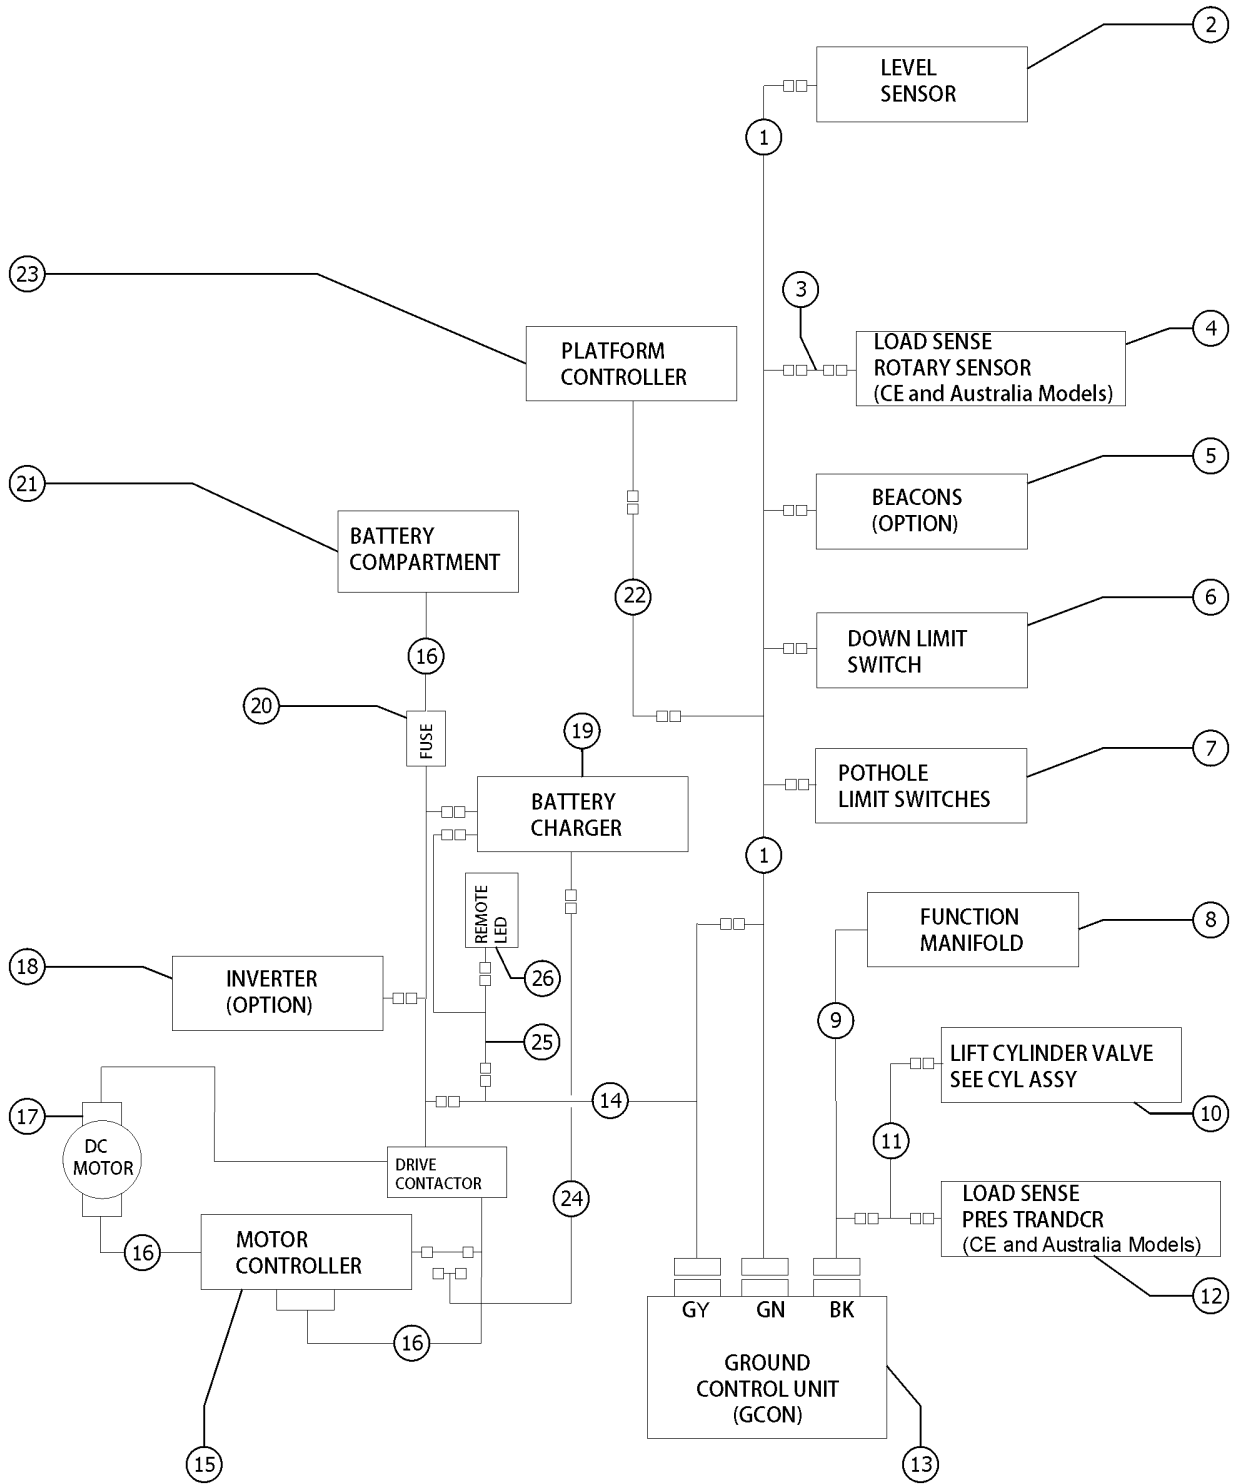 2
LEVEL
SENSOR
1
23
3
4
LOAD SENSE
ROTARY SENSOR
(CE and Australia Models)
PLATFORM
CONTROLLER
21
5
BEACONS
(OPTION)
BATTERY
COMPARTMENT
22
6
DOWN LIMIT
SWITCH
16
20
FUSE
19
7
POTHOLE
LIMIT SWITCHES
BATTERY
CHARGER
1
REMOTE
LED
8
FUNCTION
MANIFOLD
18
INVERTER
(OPTION)
26
9
25
LIFT CYLINDER VALVE
SEE CYL ASSY
10
14
17
DC
MOTOR
11
DRIVE
CONTACTOR
24
LOAD SENSE
PRES TRANDCR
(CE and Australia Models)
12
16
MOTOR
CONTROLLER
16
GY GN BK
GROUND
CONTROL UNIT
(GCON)
15
13